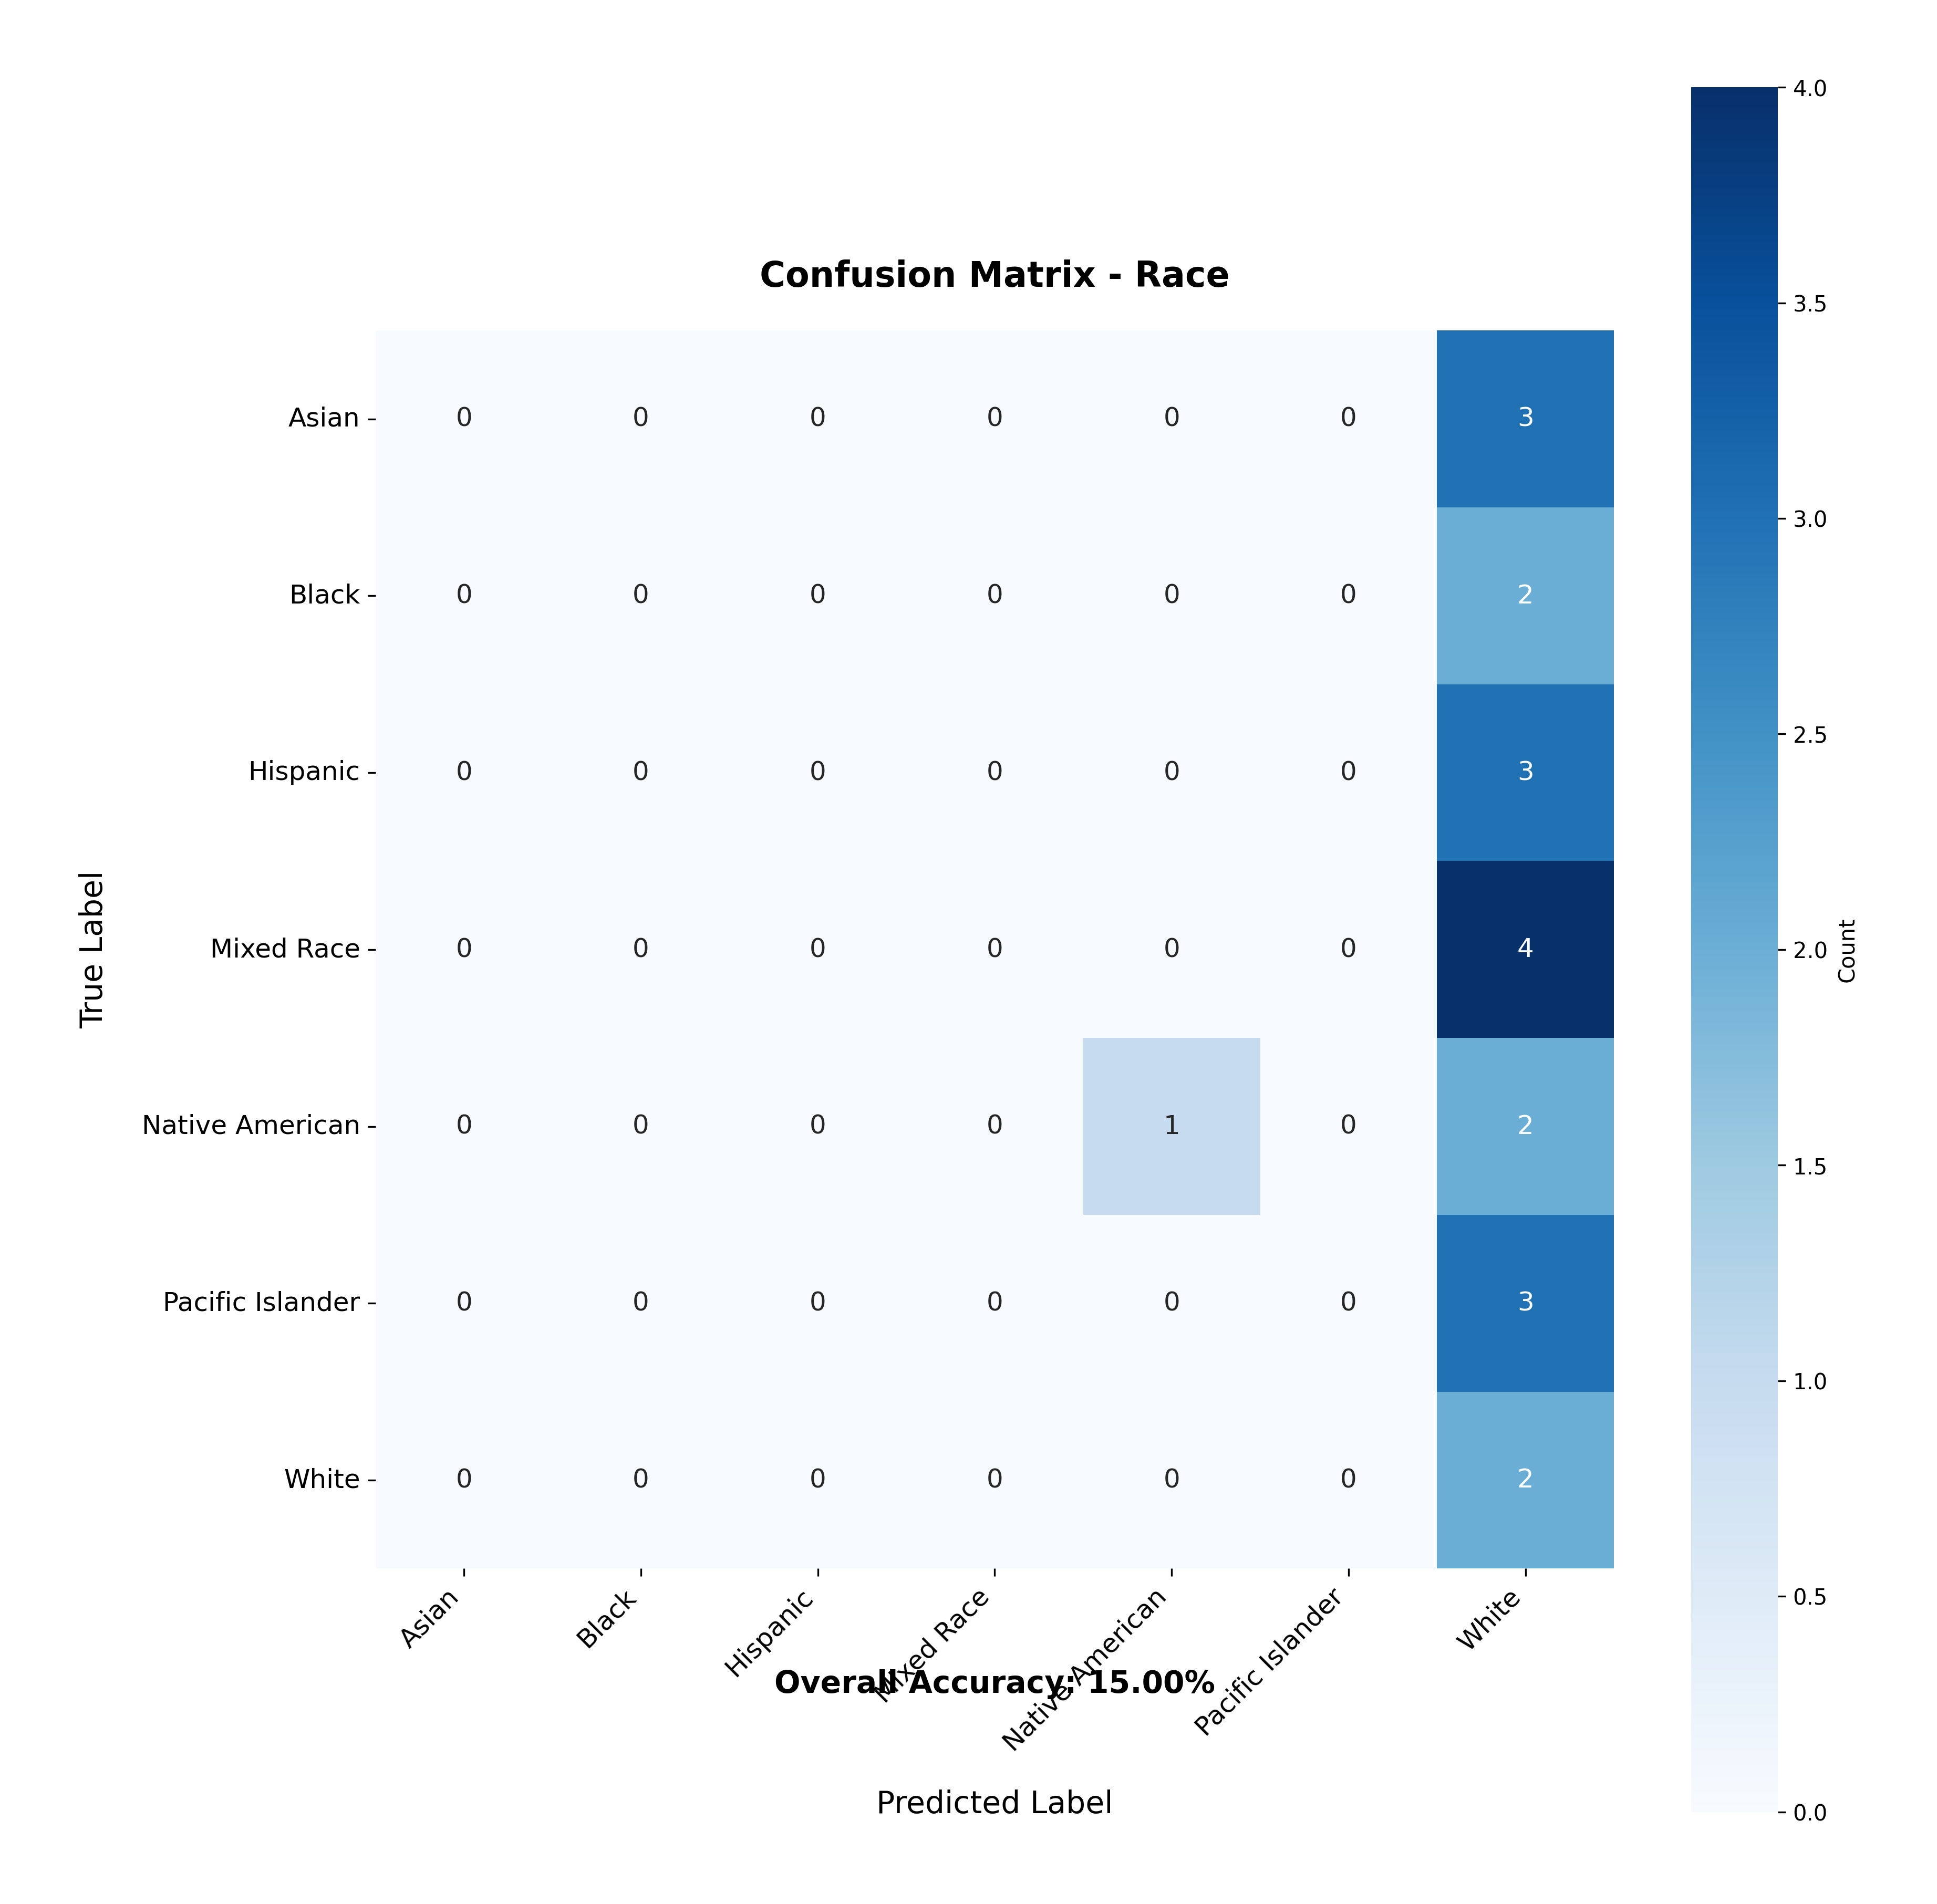 Confusion Matrix - Race
True Label
Asian 0 0 0 0 0 0 3
Black 0 0 0 0 0 0 2
Hispanic 0 0 0 0 0 0 3
Mixed Race 0 0 0 0 0 0 4
Native American 0 0 0 0 1 0 2
Pacific Islander 0 0 0 0 0 0 3
White 0 0 0 0 0 0 2
Asian Black Hispanic Mixed Race Native American Pacific Islander White
Overall Accuracy: 15.00%
Predicted Label
4.0
3.5
3.0
2.5
2.0
1.5
1.0
0.5
0.0
Count